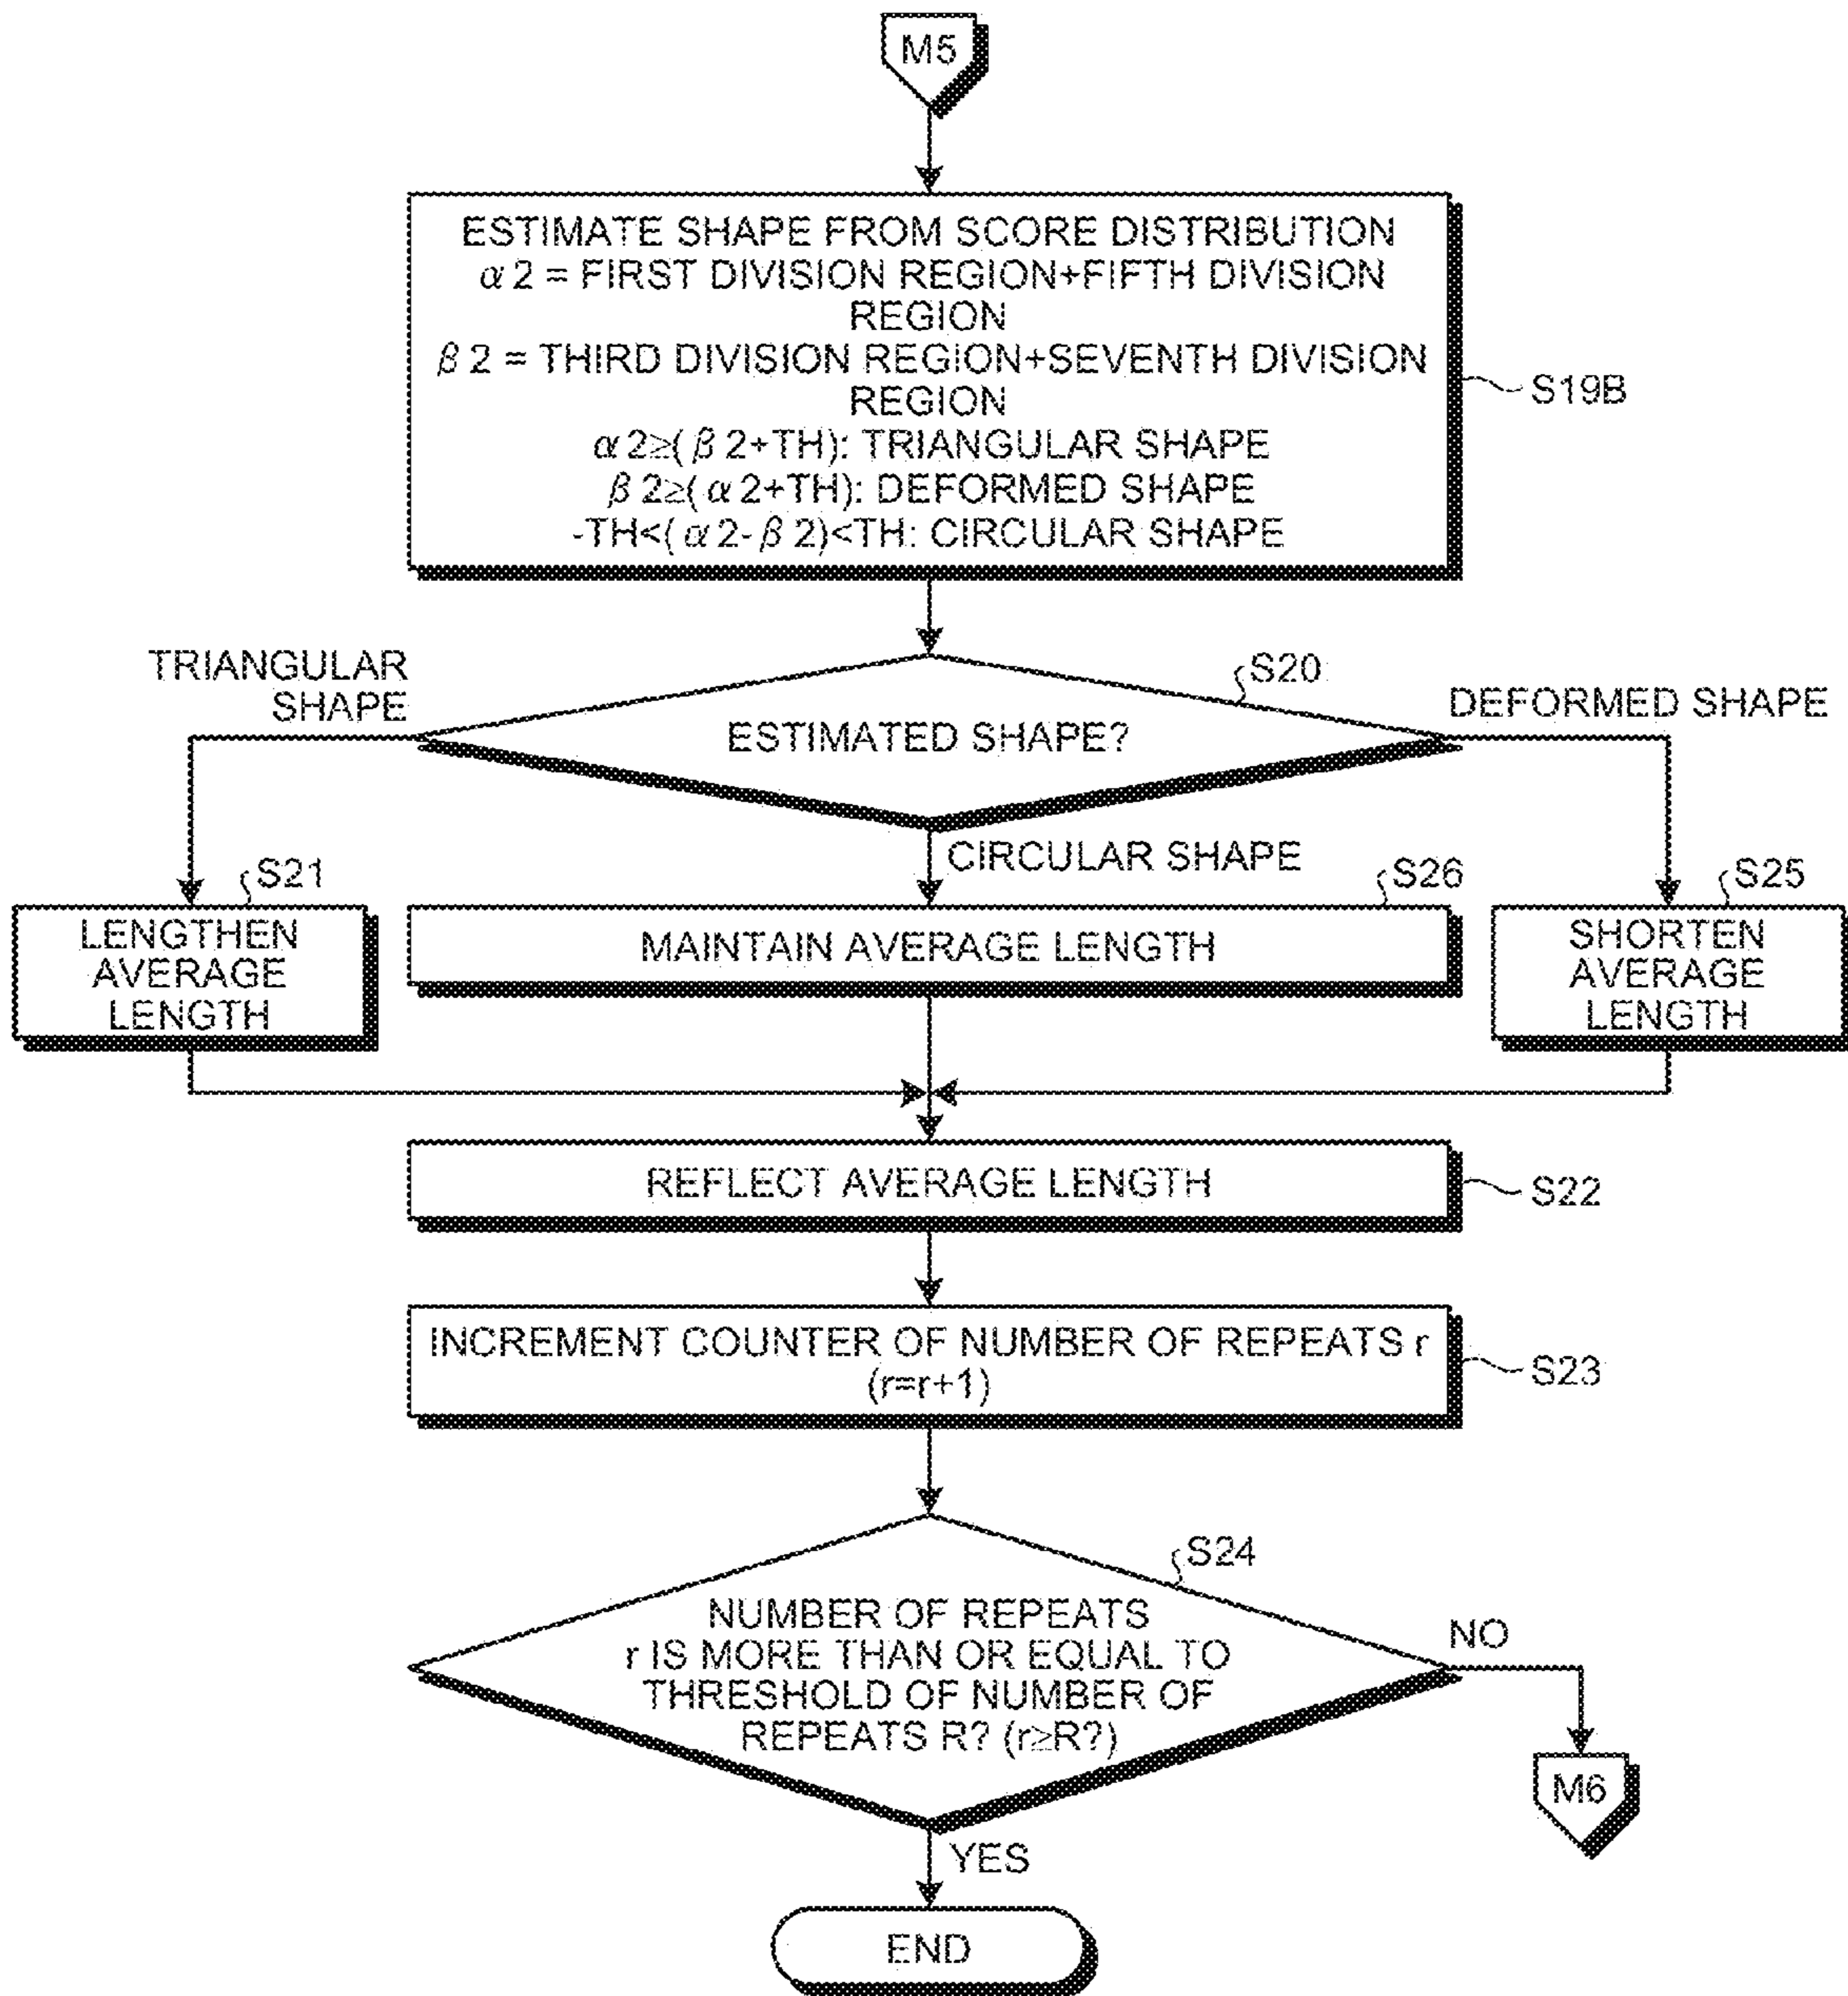 M5
ESTIMATE SHAPE FROM SCORE DISTRIBUTION
α2 = FIRST DIVISION REGION+FIFTH DIVISION
REGION
β2 = THIRD DIVISION REGION+SEVENTH DIVISION
REGION
α2≥(β2+TH): TRIANGULAR SHAPE
β2≥(α2+TH): DEFORMED SHAPE
-TH<(α2-β2)<TH: CIRCULAR SHAPE
S19B
TRIANGULAR
SHAPE
S20
DEFORMED SHAPE
ESTIMATED SHAPE?
CIRCULAR SHAPE
S21
S26
S25
LENGTHEN
AVERAGE
LENGTH
MAINTAIN AVERAGE LENGTH
SHORTEN
AVERAGE
LENGTH
REFLECT AVERAGE LENGTH
S22
INCREMENT COUNTER OF NUMBER OF REPEATS r
(r=r+1)
S23
S24
NUMBER OF REPEATS
r IS MORE THAN OR EQUAL TO
THRESHOLD OF NUMBER OF
REPEATS R? (r≥R?)
NO
M6
YES
END